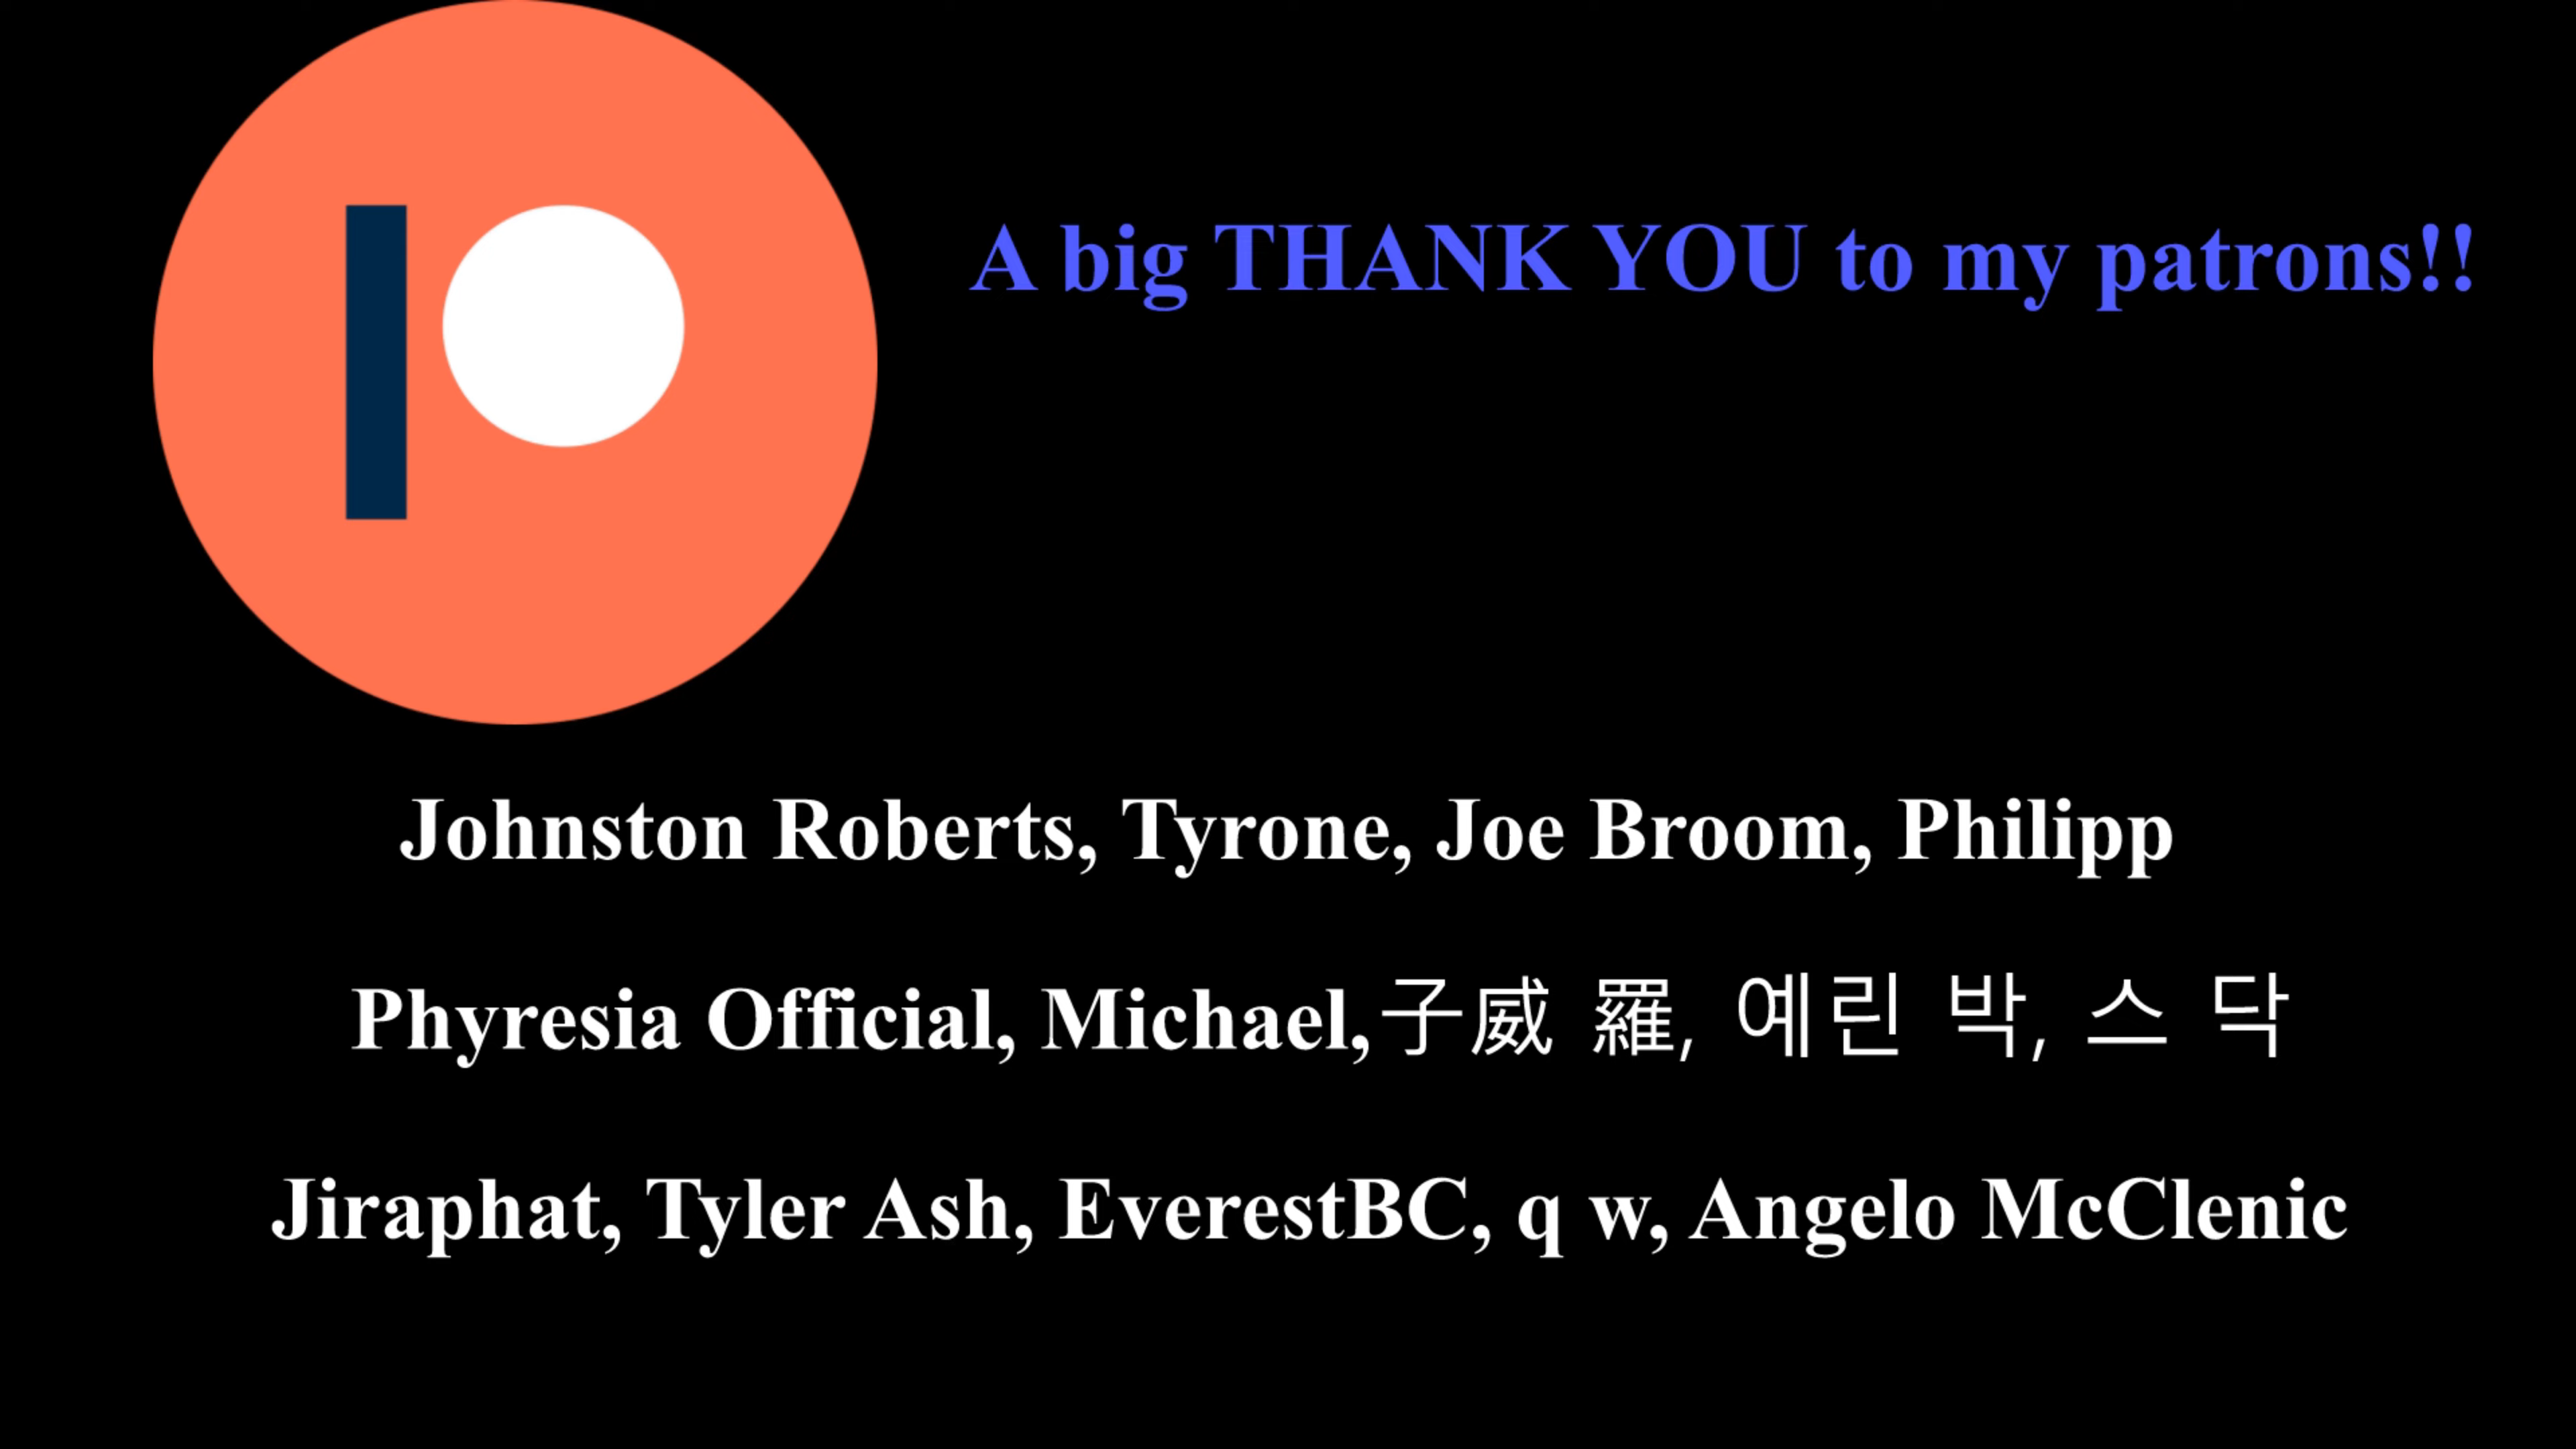 A big THANK YOU to my patrons!!
Johnston Roberts, Tyrone, Joe Broom, Philipp
Phyresia Official, Michael,子威 羅, 예린 박, 스 닥
Jiraphat, Tyler Ash, EverestBC, q w, Angelo McClenic